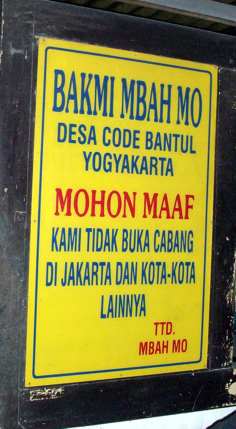 BAKMI MBAH MO
DESA CODE BANTUL
YOGYAKARTA
MOHON MAAF
KAMI TIDAK BUKA CABANG
DI JAKARTA DAN KOTA-KOTA
LAINNYA
TTD.
MBAH MO